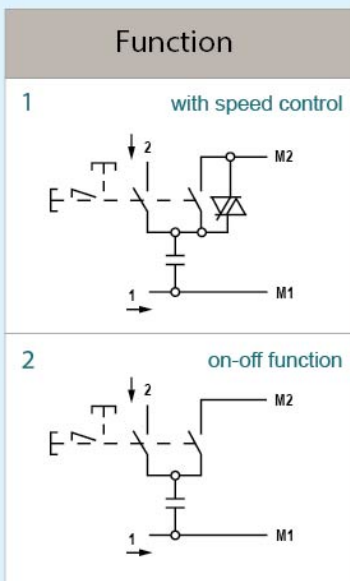 Function
1 with speed control
2
M2
1
M1
2 on-off function
2
M2
1
M1